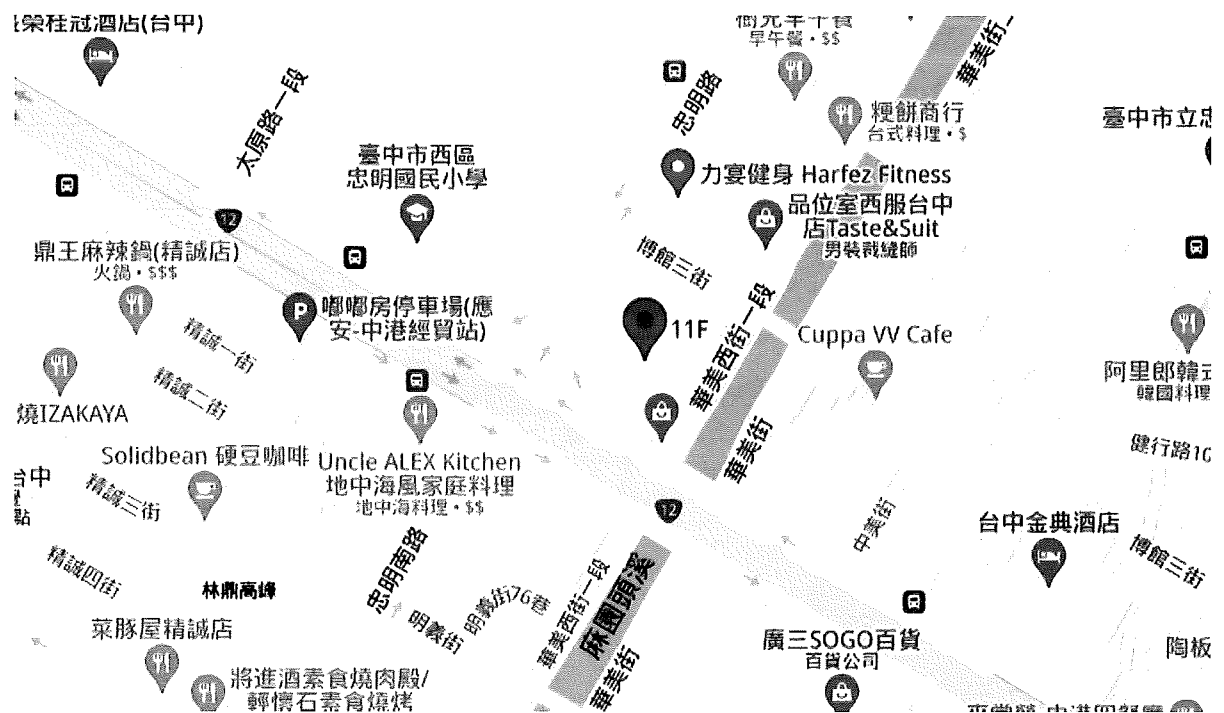 榮桂冠酒店(台中)
早午餐・$$
華美街
太原路一段
忠明路
粳餅商行
台式料理・$
臺中市立忠
臺中市西區
忠明國民小學
力宴健身 Harfez Fitness
品位室西服台中
店Taste&Suit
男裝裁縫師
12
鼎王麻辣鍋(精誠店)
火鍋・$$$
博館三街
嘟嘟房停車場(應
安-中港經貿站)
P
11F
華美西街一段
Cuppa VV Cafe
精誠一街
精誠二街
阿里郎韓式
韓國料理
燒IZAKAYA
華美街
健行路10
Solidbean 硬豆咖啡
Uncle ALEX Kitchen
地中海風家庭料理
地中海料理・$$
台中
精誠三街
12
中美街
台中金典酒店
博館三街
精誠四街
林鼎高峰
忠明南路
明義街76巷
明義街
華美西街一段
麻園頭溪
華美街
菜豚屋精誠店
廣三SOGO百貨
百貨公司
陶板
將進酒素食燒肉殿/
輕懷石素食燒烤